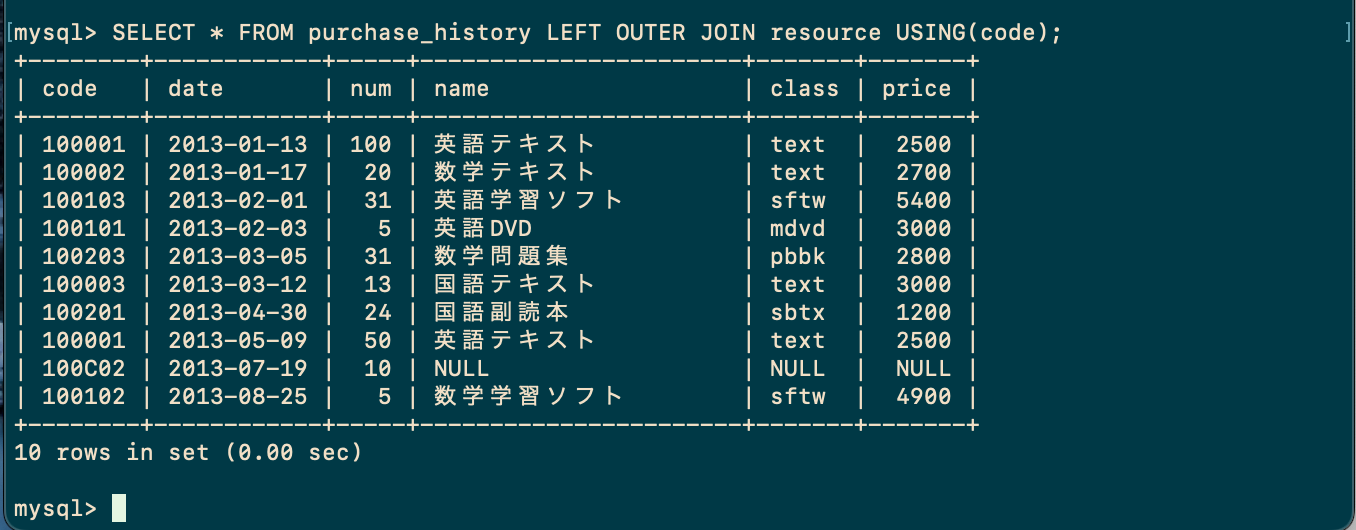 [mysql> SELECT * FROM purchase_history LEFT OUTER JOIN resource USING(code); ]
+--------+------------+-----+-----------------------+-------+-------+
| code   | date       | num | name                  | class | price |
+--------+------------+-----+-----------------------+-------+-------+
| 100001 | 2013-01-13 | 100 | 英語テキスト | text  |  2500 |
| 100002 | 2013-01-17 |  20 | 数学テキスト | text  |  2700 |
| 100103 | 2013-02-01 |  31 | 英語学習ソフト | sftw  |  5400 |
| 100101 | 2013-02-03 |   5 | 英語DVD | mdvd  |  3000 |
| 100203 | 2013-03-05 |  31 | 数学問題集 | pbbk  |  2800 |
| 100003 | 2013-03-12 |  13 | 国語テキスト | text  |  3000 |
| 100201 | 2013-04-30 |  24 | 国語副読本 | sbtx  |  1200 |
| 100001 | 2013-05-09 |  50 | 英語テキスト | text  |  2500 |
| 100C02 | 2013-07-19 |  10 | NULL                  | NULL  |  NULL |
| 100102 | 2013-08-25 |   5 | 数学学習ソフト | sftw  |  4900 |
+--------+------------+-----+-----------------------+-------+-------+
10 rows in set (0.00 sec)
mysql>